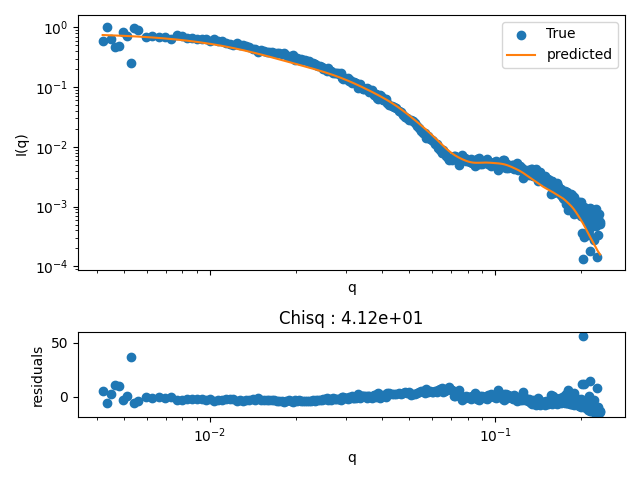 10⁰
10⁻¹
10⁻²
10⁻³
10⁻⁴
I(q)
True
predicted
q
Chisq : 4.12e+01
50
0
residuals
10⁻²
10⁻¹
q